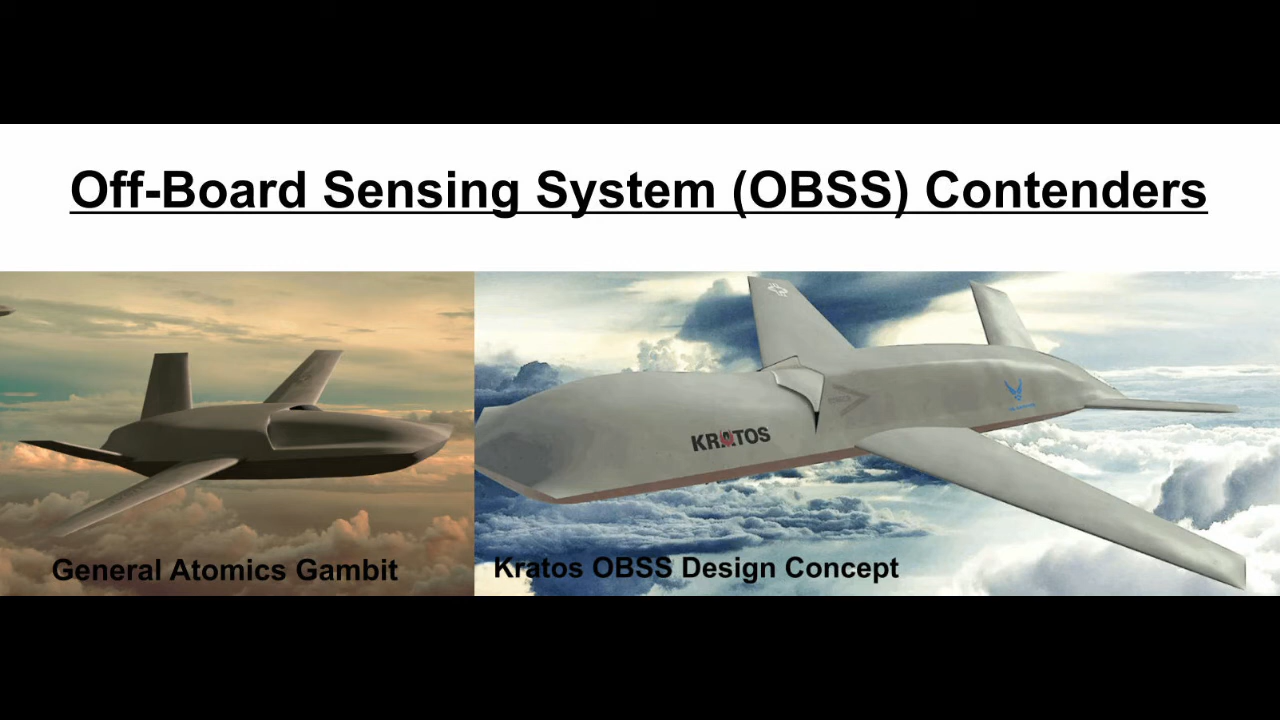 Off-Board Sensing System (OBSS) Contenders
KRATOS
General Atomics Gambit
Kratos OBSS Design Concept